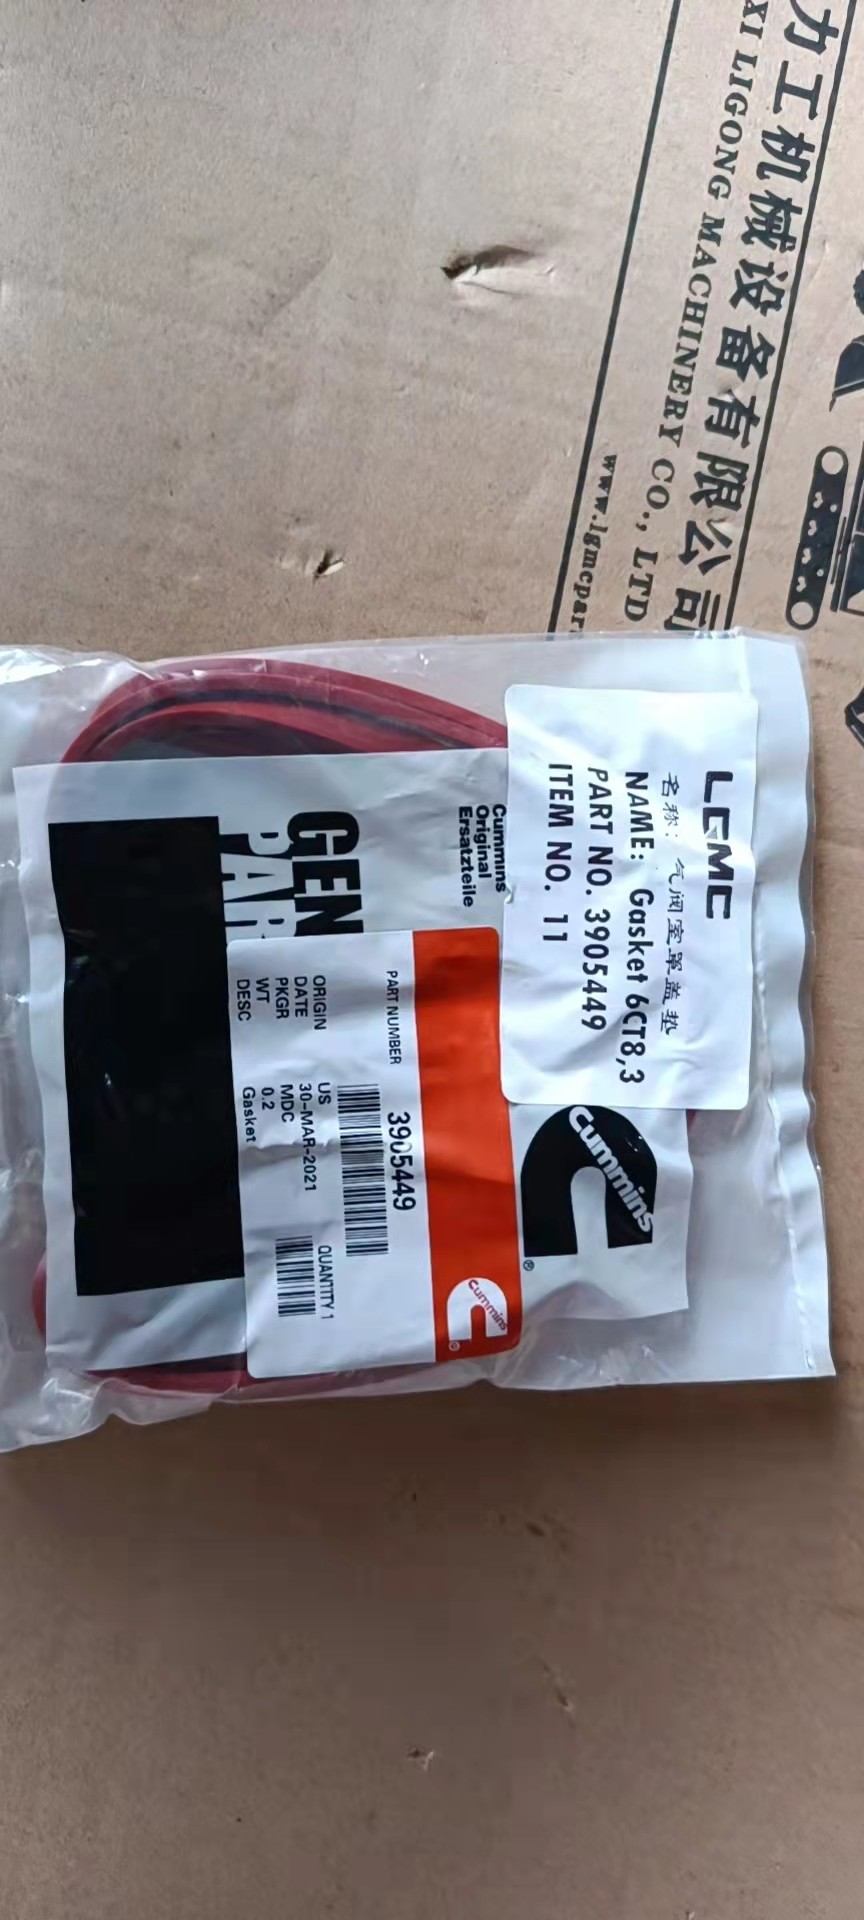 力工机械设备有限公司
XI LIGONG MACHINERY CO., LTD
www.lgmcpar
LGMC
名称: 气阀室罩盖垫
NAME: Gasket 6CT8,3
PART NO. 3905449
ITEM NO. 11
Cummins
Original
Ersatzteile
GEN
PAR
cummins
®
cummins
®
PART NUMBER 3905449
ORIGIN US
DATE 30-MAR-2021
PKGR MDC
WT 0.2
DESC Gasket
QUANTITY 1